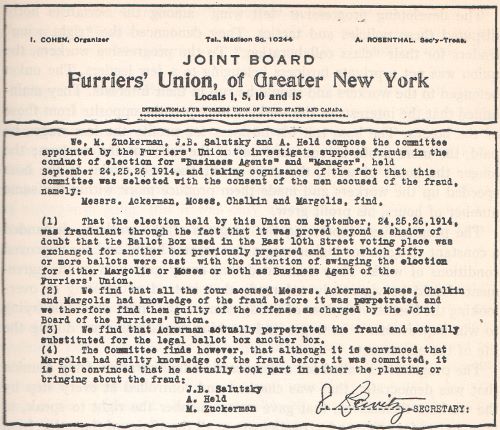 I. COHEN, Chairman Tel. Madison Sq. A. ROSENTHAL, Sec'y-Treas.
JOINT BOARD
Furriers' Union, of Greater New York
Locals 1, 5, 10 and 15
INTERNATIONAL FUR WORKERS UNION OF UNITED STATES AND CANADA
We, M. Zuckerman, J.B. Salutsky and A. Held compose the committee
appointed by the Furriers' Union to investigate supposed frauds in the
conduct of election for "Business Agents" and "Manager", held
September 24,25,26 1914, and taking cognizance of the fact that this
committee was selected with the consent of the men accused of the fraud,
namely:
Messers. Ackerman, Moses, Chalkin and Margolis, find,
(1) That the election held by this Union on September, 24,25,26,1914,
was fraudulant through the fact that it was proved beyond a shadow of
doubt that the Ballot Box used in the East 10th Street voting place was
exchanged for another box previously prepared and into which fifty
or more ballots were cast with the intention of swinging the election
for either Margolis or Moses or both as Business Agent of the
Furriers' Union.
(2) We find that all the four accused Messrs. Ackerman, Moses, Chalkin
and Margolis had knowledge of the fraud before it was perpetrated and
we therefore find them guilty of the offense as charged by the Joint
Board of the Furriers' Union.
(3) We find that Ackerman actually perpetrated the fraud and actually
substituted for the legal ballot box another box.
(4) The Committee finds however, that although it is convinced that
Margolis had guilty knowledge of the fraud before it was committed, it
is not convinced that he actually took part in either the planning or
bringing about the fraud:
J.B. Salutzky
A. Held
M. Zuckerman SECRETARY: